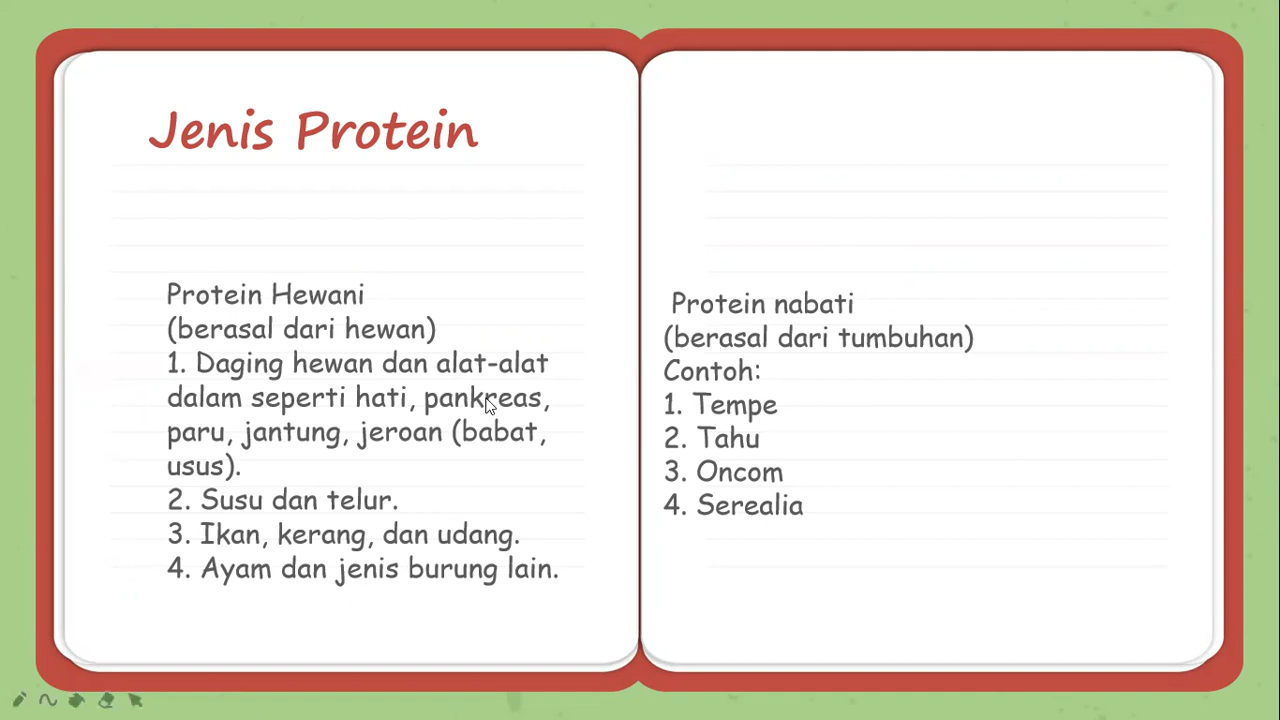 Jenis Protein
Protein Hewani
(berasal dari hewan)
1. Daging hewan dan alat-alat
dalam seperti hati, pankreas,
paru, jantung, jeroan (babat,
usus).
2. Susu dan telur.
3. Ikan, kerang, dan udang.
4. Ayam dan jenis burung lain.
Protein nabati
(berasal dari tumbuhan)
Contoh:
1. Tempe
2. Tahu
3. Oncom
4. Serealia